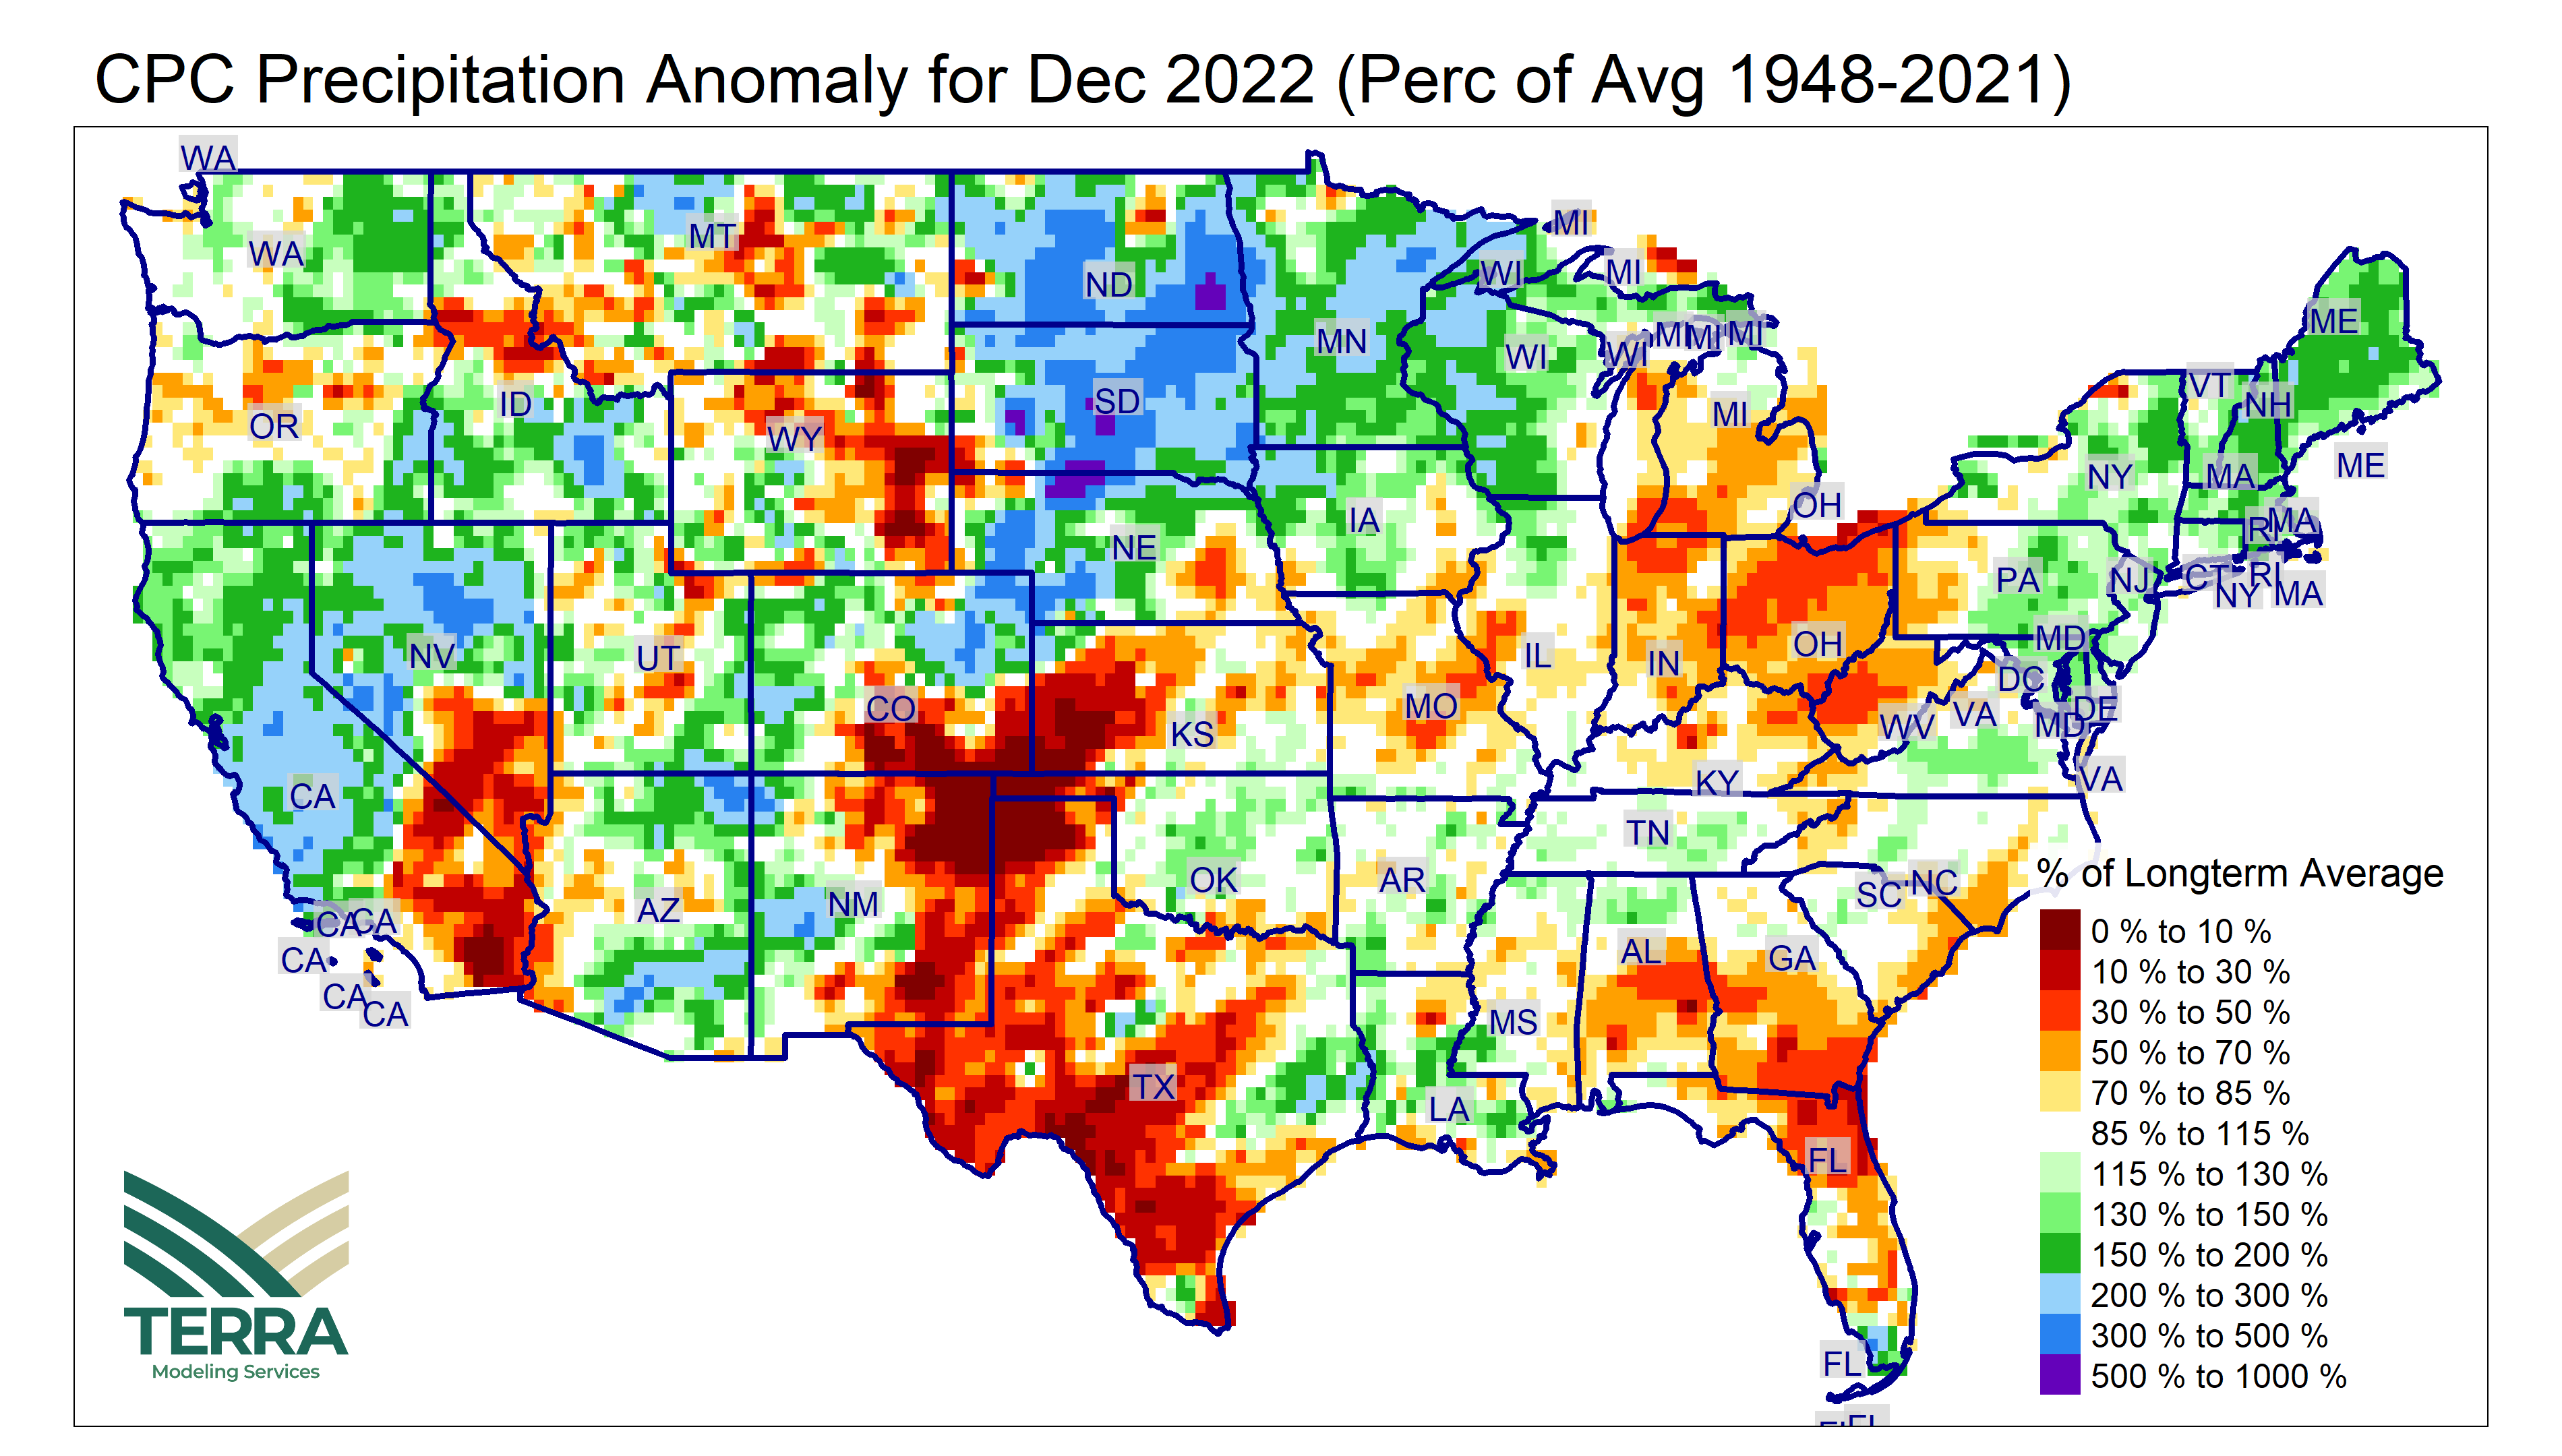 CPC Precipitation Anomaly for Dec 2022 (Perc of Avg 1948-2021)
WA
MI
WA
MT
WI
MI
ND
ME
MN
WI
WI
MI
MI
MI
VT
ID
SD
NH
MI
OR
WY
ME
NY
MA
OH
IA
MA
RI
NE
PA
NJ
CT
RI
NY
MA
MD
OH
NV
UT
IL
IN
DC
CO
MO
DE
VA
WV
MD
KS
KY
VA
CA
TN
OK
AR
NC
SC
NM
AZ
CA
CA
AL
GA
CA
CA
CA
MS
TX
LA
FL
FL
FL
% of Longterm Average
0 % to 10 %
10 % to 30 %
30 % to 50 %
50 % to 70 %
70 % to 85 %
85 % to 115 %
115 % to 130 %
130 % to 150 %
150 % to 200 %
200 % to 300 %
300 % to 500 %
500 % to 1000 %
TERRA
Modeling Services